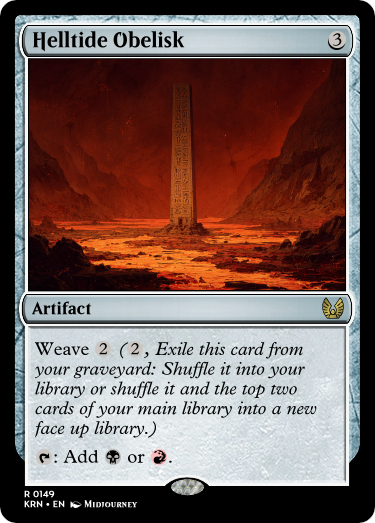 Helltide Obelisk 3
Artifact
Weave 2 (2, Exile this card from
your graveyard: Shuffle it into your
library or shuffle it and the top two
cards of your main library into a new
face up library.)
: Add or .
R 0149
KRN • EN Midjourney